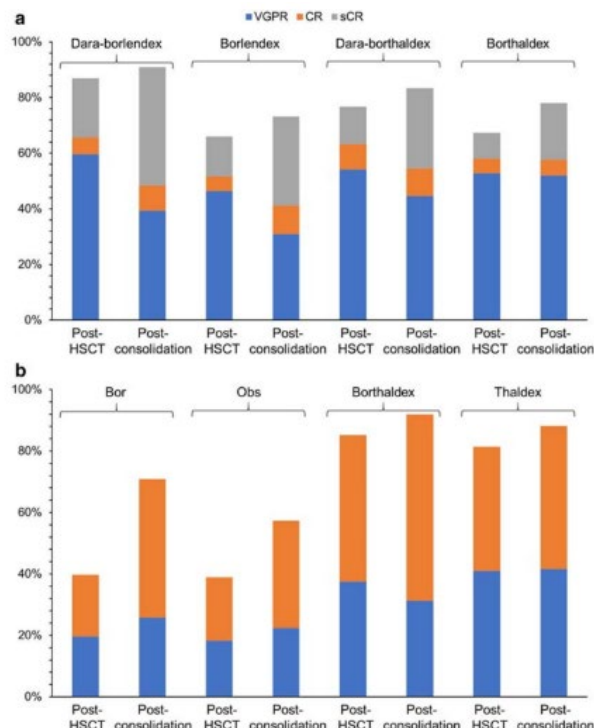 a
VGPR CR sCR
Dara-borlendex Borlendex Dara-borthaldex Borthaldex
100%
80%
60%
40%
20%
0%
Post- Post- Post- Post- Post- Post- Post- Post-
HSCT consolidation HSCT consolidation HSCT consolidation HSCT consolidation
b
100%
Bor Obs Borthaldex Thaldex
80%
60%
40%
20%
0%
Post- Post- Post- Post- Post- Post- Post- Post-
HSCT consolidation HSCT consolidation HSCT consolidation HSCT consolidation